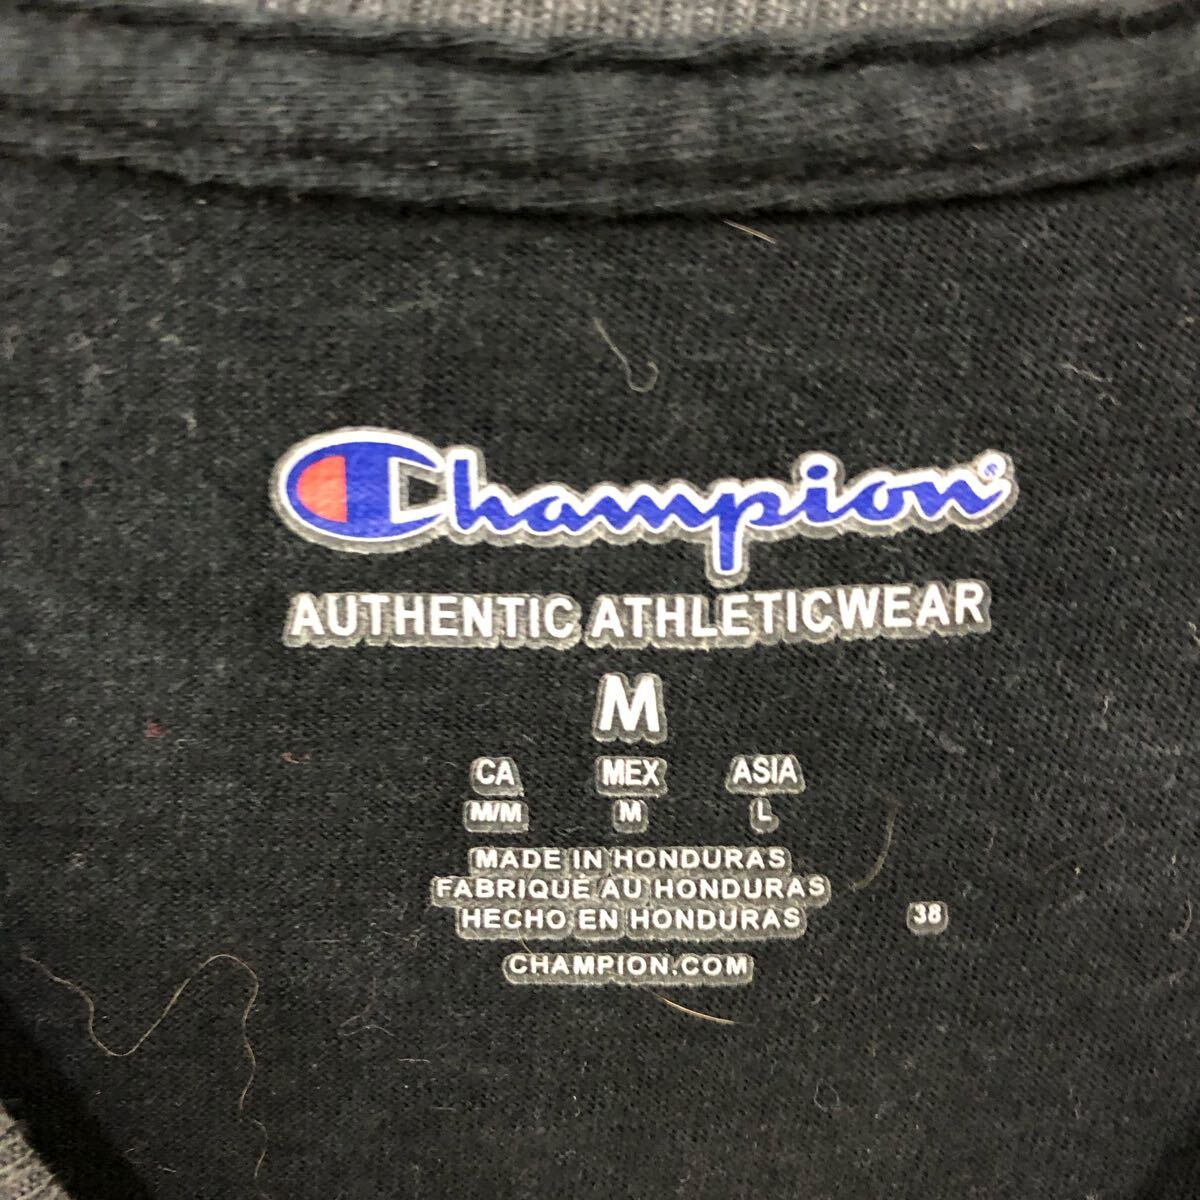 Champion®
AUTHENTIC ATHLETICWEAR
M
CA MEX ASIA
M/M M L
MADE IN HONDURAS
FABRIQUÉ AU HONDURAS
HECHO EN HONDURAS
38
CHAMPION.COM